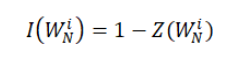 I(W_N^i) = 1 − Z(W_N^i)